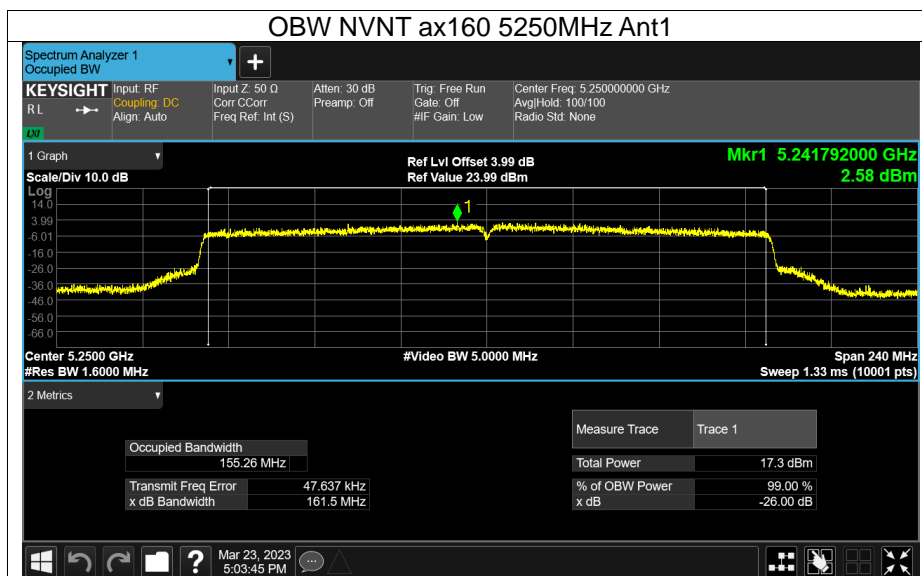 OBW NVNT ax160 5250MHz Ant1
Spectrum Analyzer 1
Occupied BW
KEYSIGHT
RL
LXI
Input: RF
Coupling: DC
Align: Auto
Input Z: 50 Ω
Corr CCorr
Freq Ref: Int (S)
Atten: 30 dB
Preamp: Off
Trig: Free Run
Gate: Off
#IF Gain: Low
Center Freq: 5.250000000 GHz
Avg|Hold: 100/100
Radio Std: None
1 Graph
Scale/Div 10.0 dB
Ref Lvl Offset 3.99 dB
Ref Value 23.99 dBm
Mkr1 5.241792000 GHz
2.58 dBm
Log
14.0
3.99
-6.01
-16.0
-26.0
-36.0
-46.0
-56.0
-66.0
1
Center 5.2500 GHz
#Res BW 1.6000 MHz
#Video BW 5.0000 MHz
Span 240 MHz
Sweep 1.33 ms (10001 pts)
2 Metrics
Occupied Bandwidth
155.26 MHz
Transmit Freq Error 47.637 kHz
x dB Bandwidth 161.5 MHz
Measure Trace Trace 1
Total Power 17.3 dBm
% of OBW Power 99.00 %
x dB -26.00 dB
?
Mar 23, 2023
5:03:45 PM